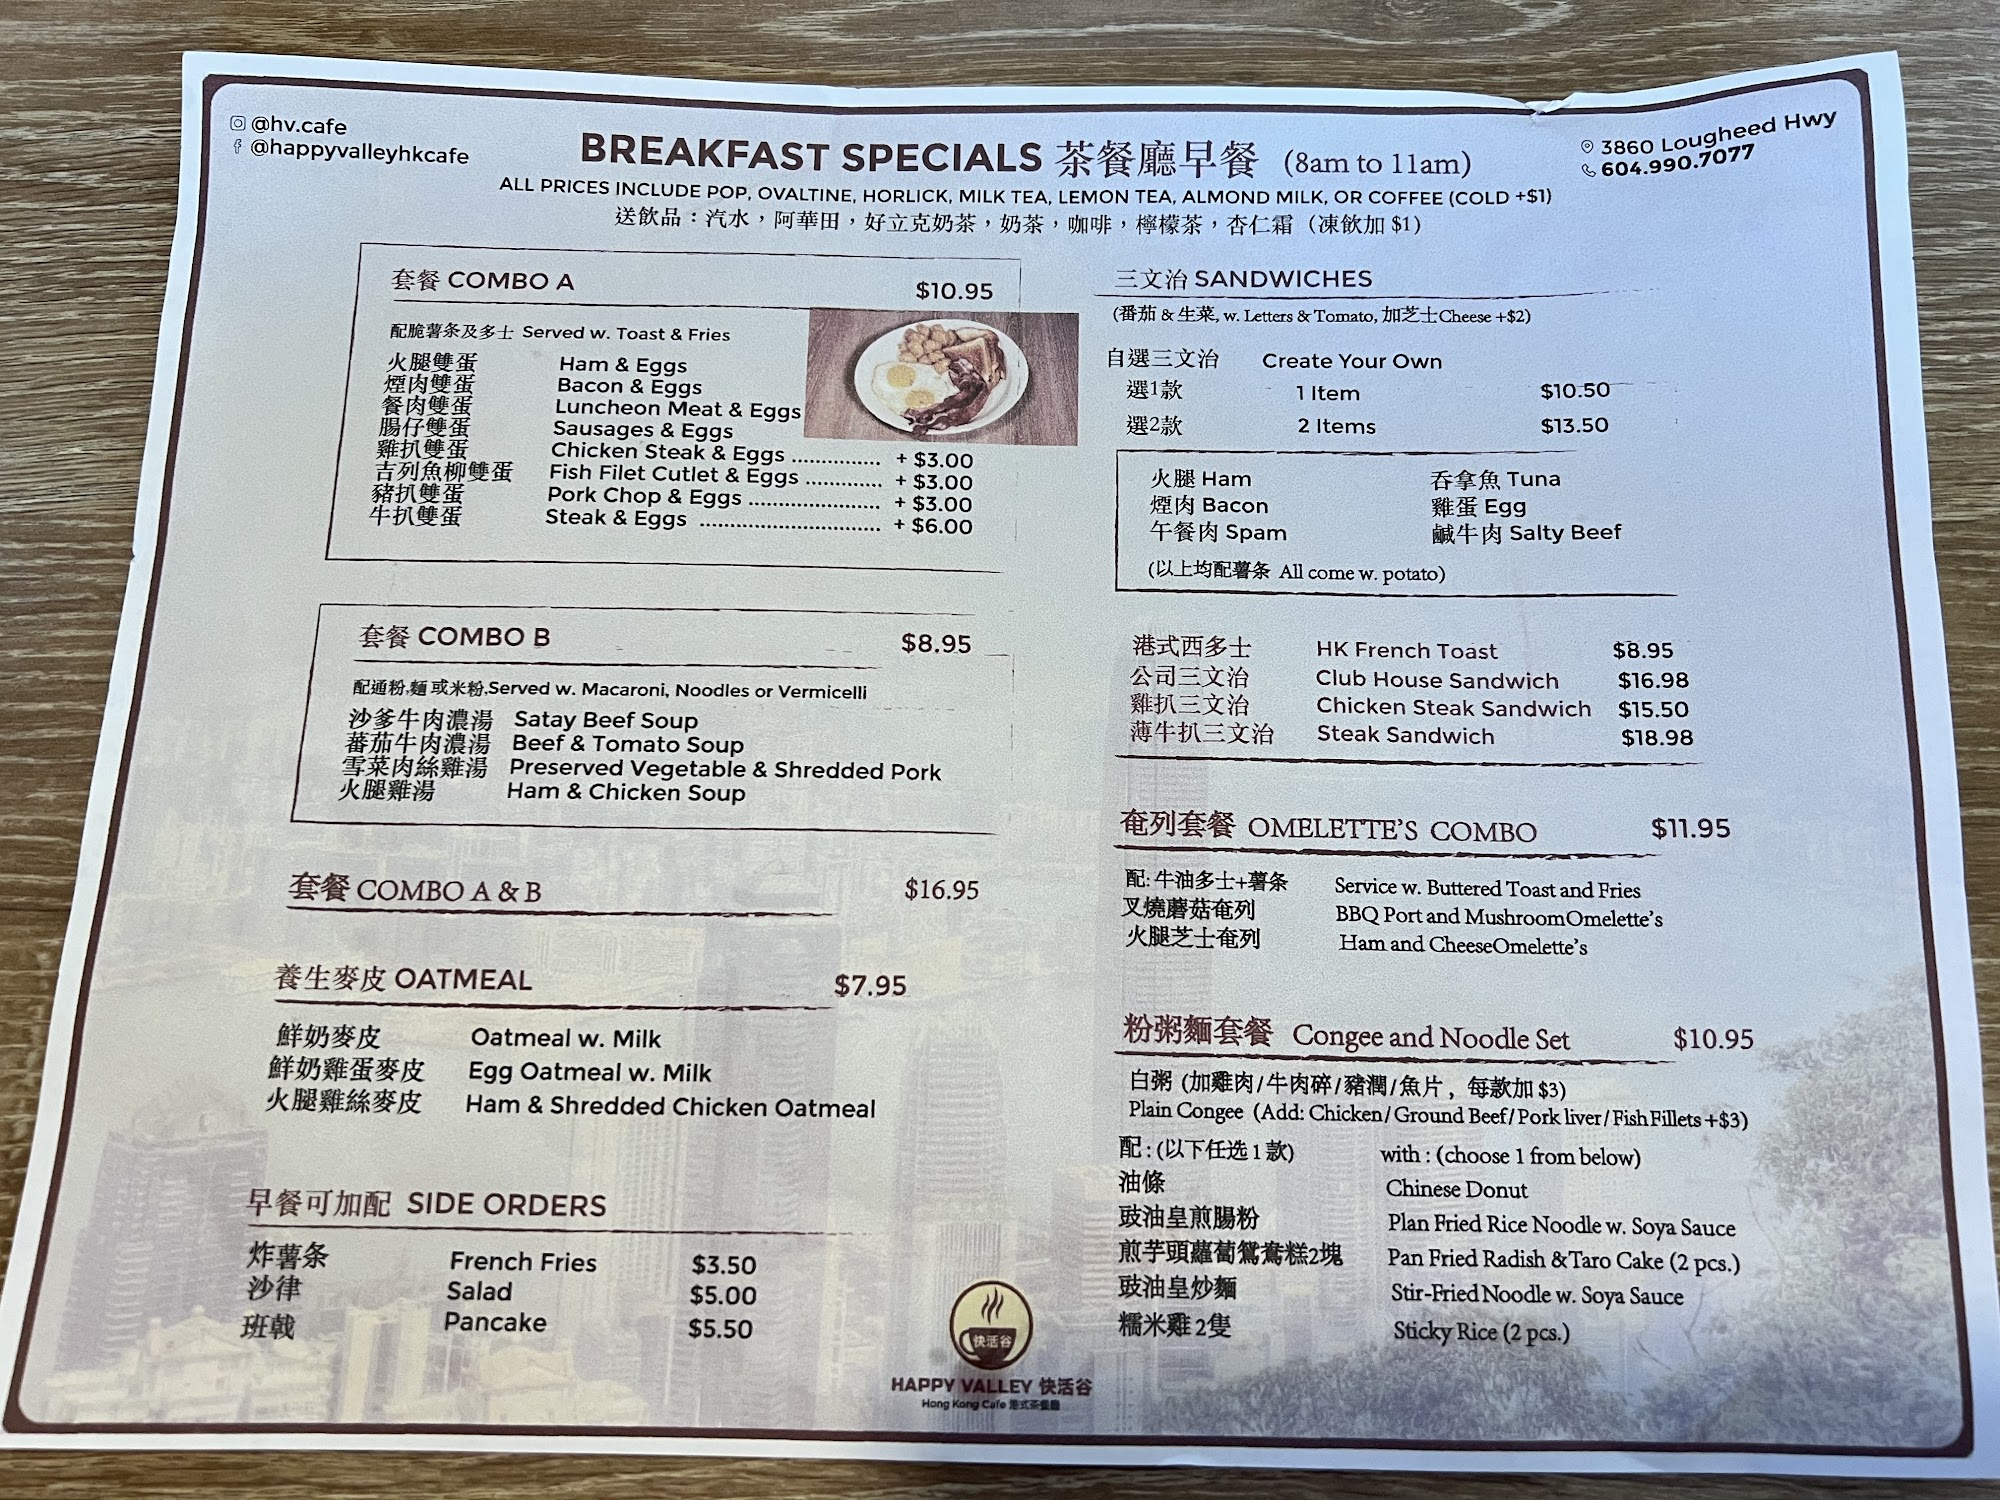 @hv.cafe
@happyvalleyhkcafe
BREAKFAST SPECIALS 茶餐廳早餐 (8am to 11am)
3860 Lougheed Hwy
604.990.7077
ALL PRICES INCLUDE POP, OVALTINE, HORLICK, MILK TEA, LEMON TEA, ALMOND MILK, OR COFFEE (COLD +$1)
送飲品：汽水，阿華田，好立克奶茶，奶茶，咖啡，檸檬茶，杏仁霜（凍飲加 $1）
套餐 COMBO A $10.95
配脆薯条及多士 Served w. Toast & Fries
火腿雙蛋 Ham & Eggs
煙肉雙蛋 Bacon & Eggs
餐肉雙蛋 Luncheon Meat & Eggs
腸仔雙蛋 Sausages & Eggs
雞扒雙蛋 Chicken Steak & Eggs ............... + $3.00
吉列魚柳雙蛋 Fish Filet Cutlet & Eggs ............. + $3.00
豬扒雙蛋 Pork Chop & Eggs ...................... + $3.00
牛扒雙蛋 Steak & Eggs .............................. + $6.00
套餐 COMBO B $8.95
配通粉,麵 或米粉,Served w. Macaroni, Noodles or Vermicelli
沙爹牛肉濃湯 Satay Beef Soup
蕃茄牛肉濃湯 Beef & Tomato Soup
雪菜肉絲雞湯 Preserved Vegetable & Shredded Pork
火腿雞湯 Ham & Chicken Soup
套餐 COMBO A & B $16.95
養生麥皮 OATMEAL $7.95
鮮奶麥皮 Oatmeal w. Milk
鮮奶雞蛋麥皮 Egg Oatmeal w. Milk
火腿雞絲麥皮 Ham & Shredded Chicken Oatmeal
早餐可加配 SIDE ORDERS
炸薯条 French Fries $3.50
沙律 Salad $5.00
班戟 Pancake $5.50
三文治 SANDWICHES
(番茄 & 生菜, w. Letters & Tomato, 加芝士Cheese +$2)
自選三文治 Create Your Own
選1款 1 Item $10.50
選2款 2 Items $13.50
火腿 Ham 吞拿魚 Tuna
煙肉 Bacon 雞蛋 Egg
午餐肉 Spam 鹹牛肉 Salty Beef
(以上均配薯条 All come w. potato)
港式西多士 HK French Toast $8.95
公司三文治 Club House Sandwich $16.98
雞扒三文治 Chicken Steak Sandwich $15.50
薄牛扒三文治 Steak Sandwich $18.98
奄列套餐 OMELETTE'S COMBO $11.95
配: 牛油多士+薯条 Service w. Buttered Toast and Fries
叉燒蘑菇奄列 BBQ Port and MushroomOmelette's
火腿芝士奄列 Ham and CheeseOmelette's
粉粥麵套餐 Congee and Noodle Set $10.95
白粥 (加雞肉/牛肉碎/豬潤/魚片, 每款加 $3)
Plain Congee (Add: Chicken/Ground Beef/Pork liver/Fish Fillets +$3)
配: (以下任选 1 款) with : (choose 1 from below)
油條 Chinese Donut
豉油皇煎腸粉 Plan Fried Rice Noodle w. Soya Sauce
煎芋頭蘿蔔鴛鴦糕2塊 Pan Fried Radish & Taro Cake (2 pcs.)
豉油皇炒麵 Stir-Fried Noodle w. Soya Sauce
糯米雞 2隻 Sticky Rice (2 pcs.)
快活谷
HAPPY VALLEY 快活谷
Hong Kong Cafe 港式茶餐廳